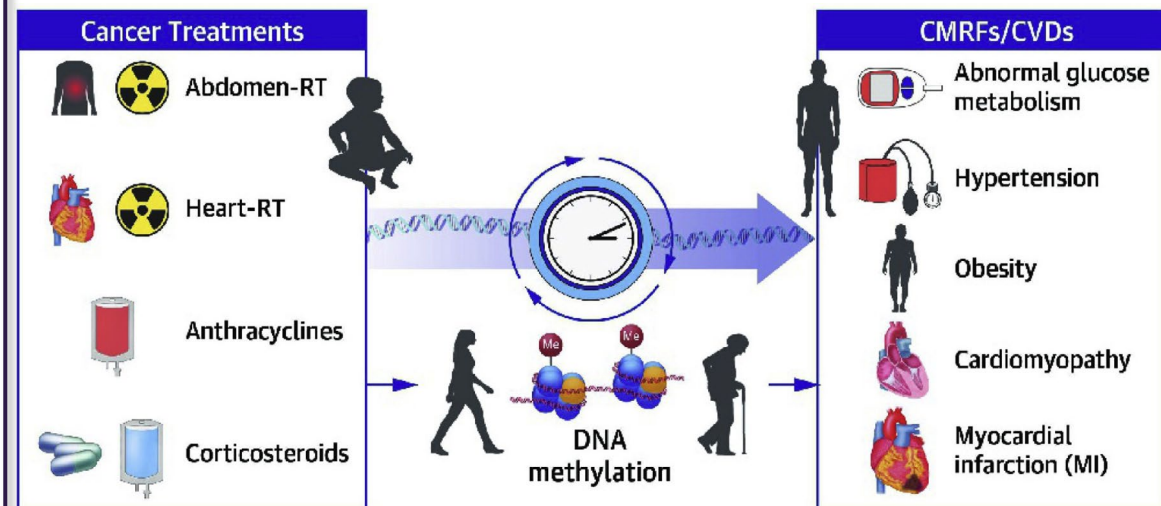 Cancer Treatments
Abdomen-RT
Heart-RT
Anthracyclines
Corticosteroids
Me
Me
DNA
methylation
CMRFs/CVDs
Abnormal glucose
metabolism
Hypertension
Obesity
Cardiomyopathy
Myocardial
infarction (MI)